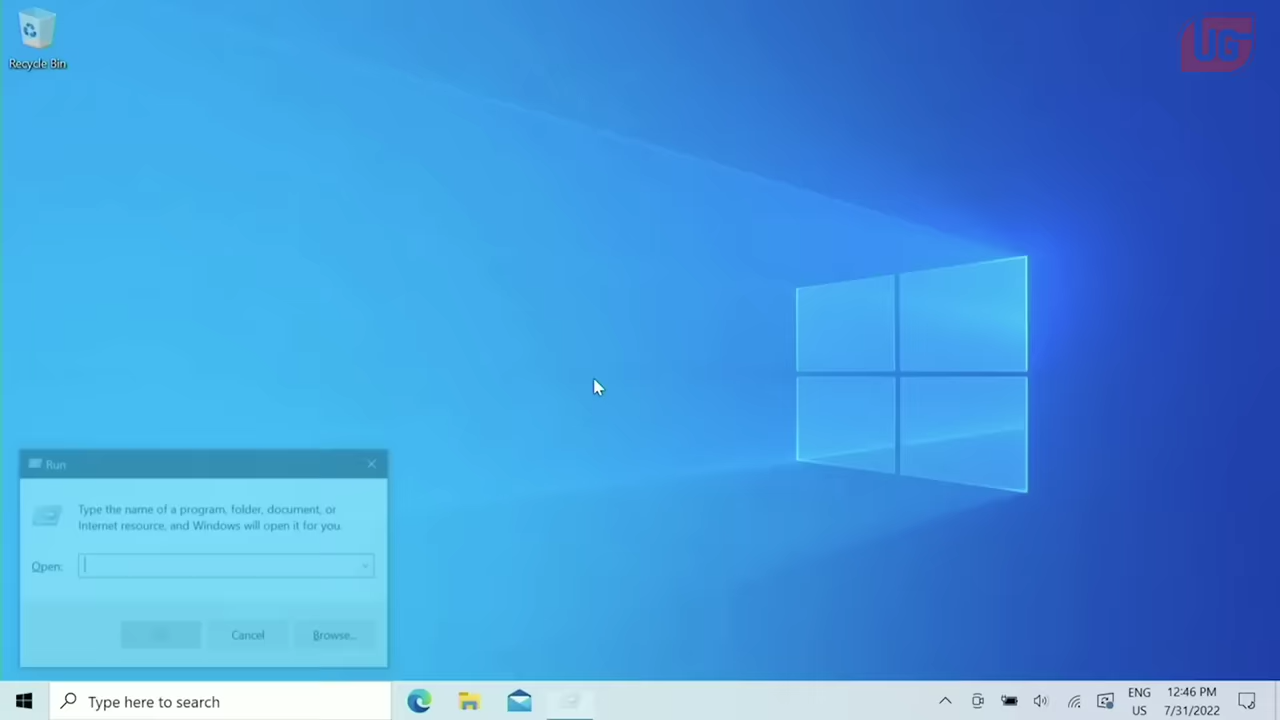 Recycle Bin
UG
Run
Type the name of a program, folder, document, or
Internet resource, and Windows will open it for you.
Open:
Cancel
Browse...
Type here to search
ENG
US
12:46 PM
7/31/2022